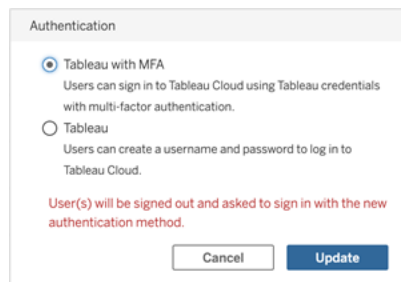 Authentication
Tableau with MFA
Users can sign in to Tableau Cloud using Tableau credentials
with multi-factor authentication.
Tableau
Users can create a username and password to log in to
Tableau Cloud.
User(s) will be signed out and asked to sign in with the new
authentication method.
Cancel
Update